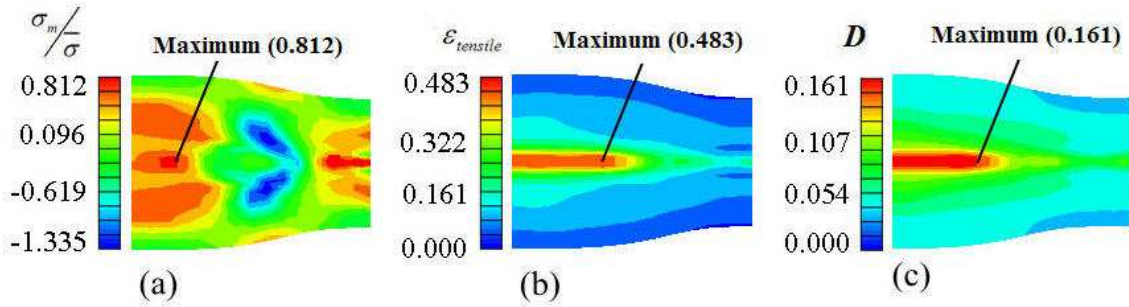 σm/σ̄
Maximum (0.812)
0.812
0.096
-0.619
-1.335
(a)
εtensile
Maximum (0.483)
0.483
0.322
0.161
0.000
(b)
D
Maximum (0.161)
0.161
0.107
0.054
0.000
(c)